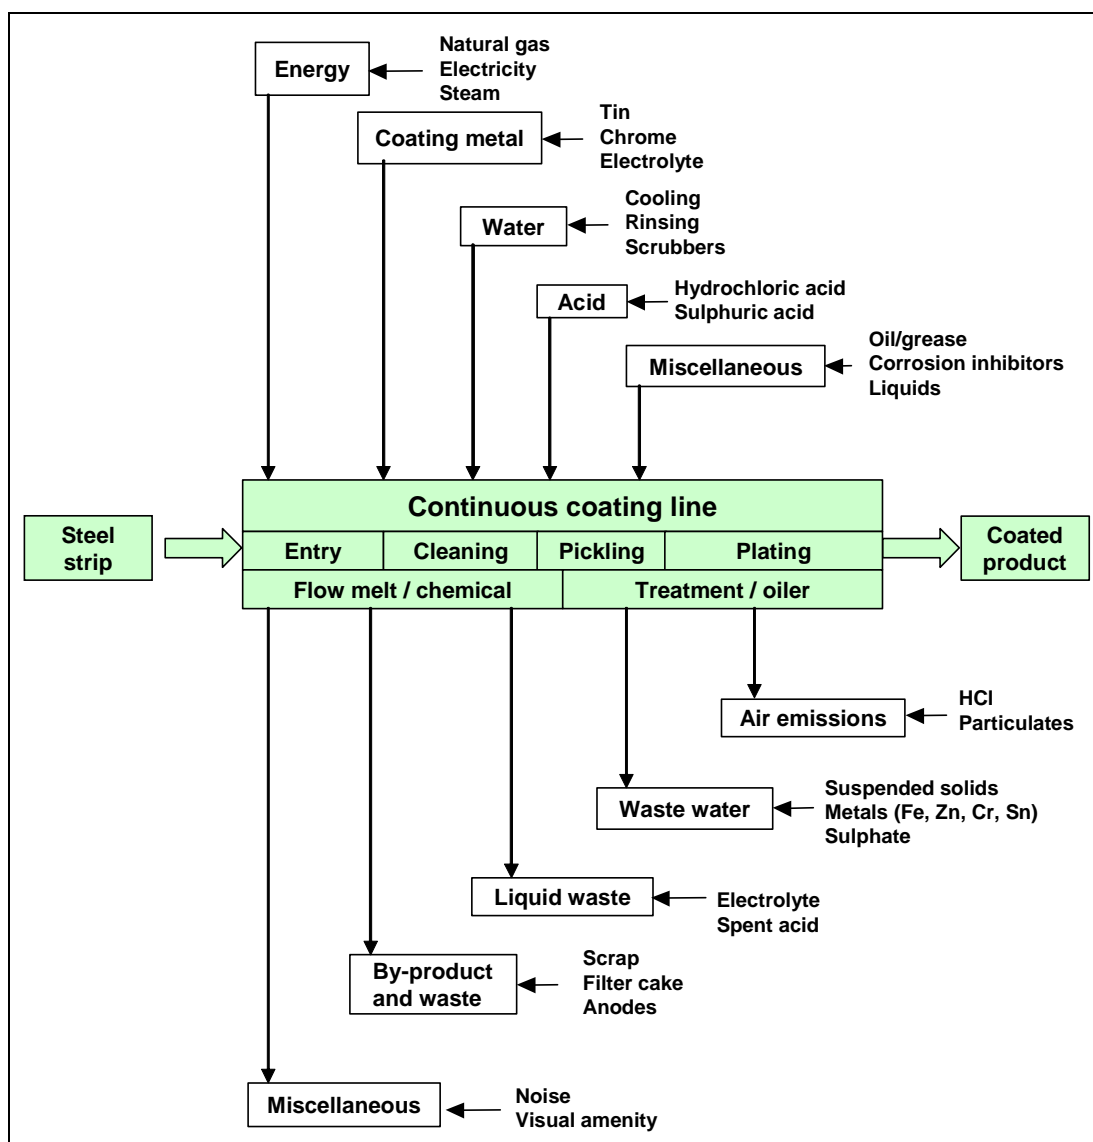 Energy
Natural gas
Electricity
Steam
Coating metal
Tin
Chrome
Electrolyte
Water
Cooling
Rinsing
Scrubbers
Acid
Hydrochloric acid
Sulphuric acid
Miscellaneous
Oil/grease
Corrosion inhibitors
Liquids
Steel
strip
Continuous coating line
Entry
Cleaning
Pickling
Plating
Flow melt / chemical
Treatment / oiler
Coated
product
Air emissions
HCl
Particulates
Waste water
Suspended solids
Metals (Fe, Zn, Cr, Sn)
Sulphate
Liquid waste
Electrolyte
Spent acid
By-product
and waste
Scrap
Filter cake
Anodes
Miscellaneous
Noise
Visual amenity